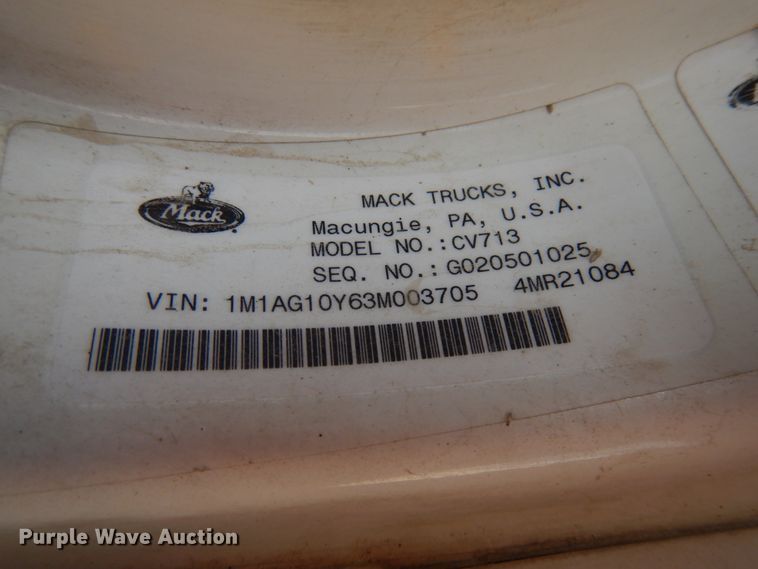 Mack
MACK TRUCKS, INC.
Macungie, PA, U.S.A.
MODEL NO.:CV713
SEQ. NO.: G020501025
VIN: 1M1AG10Y63M003705 4MR21084
Purple Wave Auction